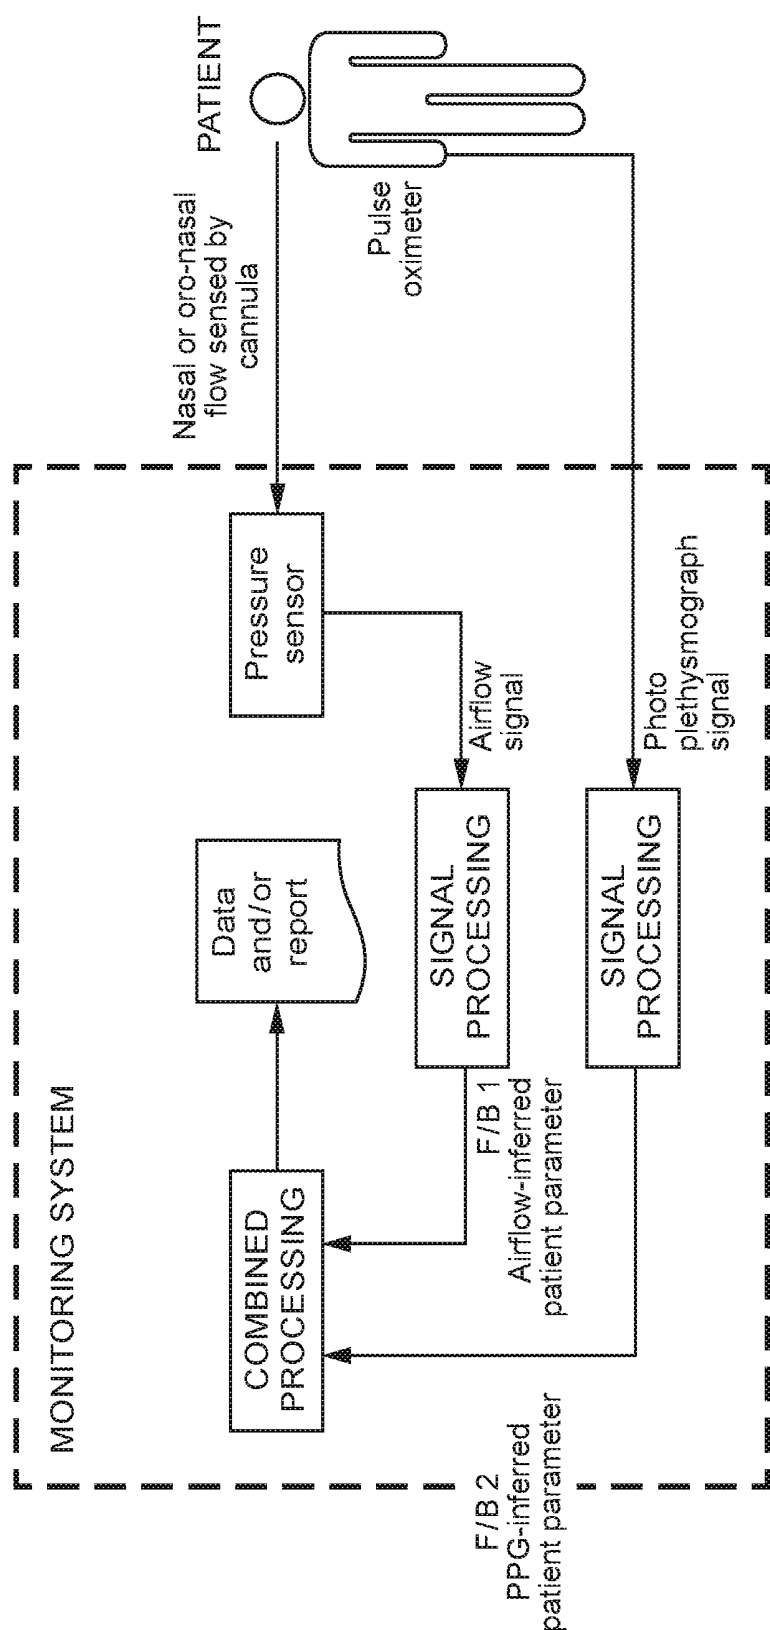 MONITORING SYSTEM
PATIENT
Nasal or oro-nasal
flow sensed by
cannula
Pulse
oximeter
Pressure
sensor
Data
and/or
report
COMBINED
PROCESSING
Airflow
signal
SIGNAL
PROCESSING
F/B 1
Airflow-inferred
patient parameter
Photo
plethysmograph
signal
SIGNAL
PROCESSING
F/B 2
PPG-inferred
patient parameter